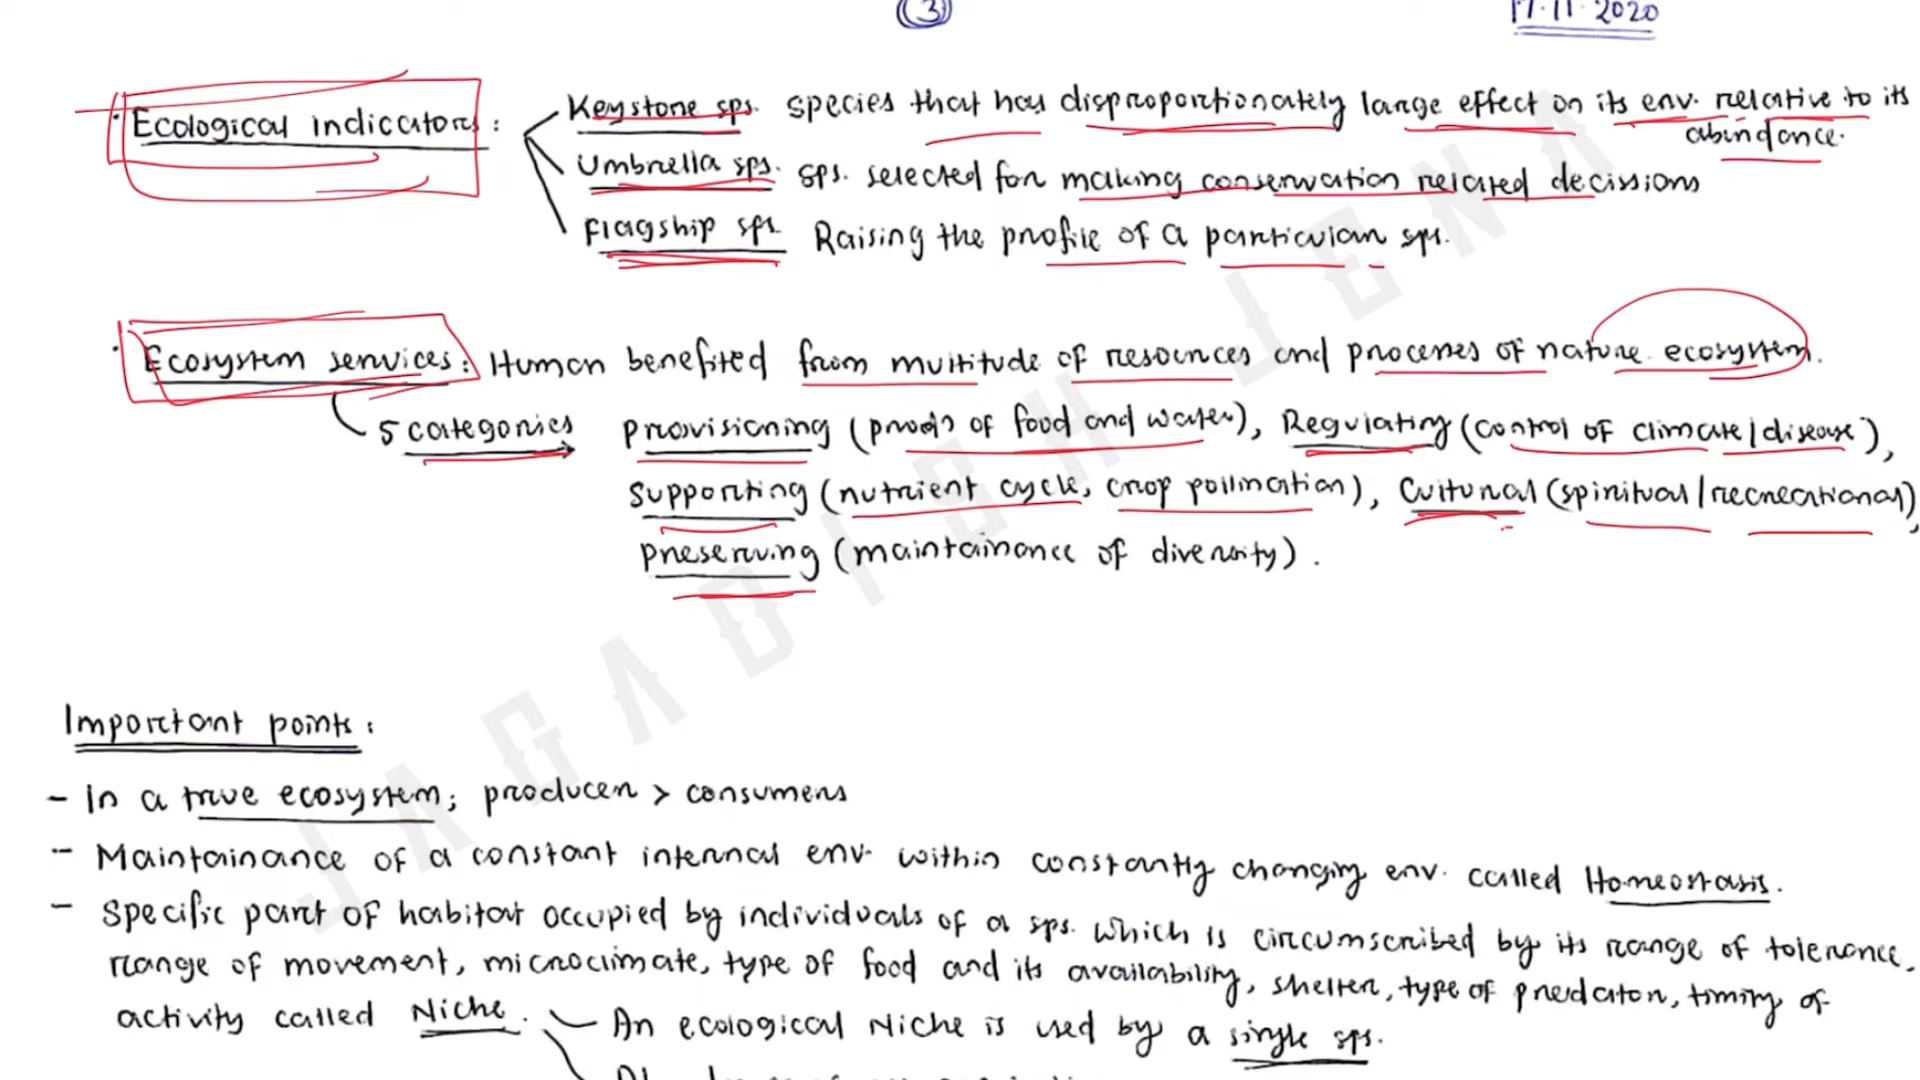 3
17.11.2020
· Ecological indicators : Keystone sps. species that has disproportionately large effect on its env. relative to its
abundance.
Umbrella sps. sps. selected for making conservation related decissions
Flagship sps. Raising the profile of a particular sps.
· Ecosystem services : Human benefited from multitude of resources and processes of nature ecosystem.
5 categories Provisioning (prodn of food and water), Regulating (control of climate/disease),
Supporting (nutrient cycle, crop pollination), Cultural (spiritual/recreational),
preserving (maintainance of diversity).
Important points :
- In a true ecosystem; producer > consumers
- Maintainance of a constant internal env. within constantly changing env. called Homeostasis.
- Specific part of habitat occupied by individuals of a sps. which is circumscribed by its range of tolerance,
range of movement, microclimate, type of food and its availability, shelter, type of predator, timing of
activity called Niche. An ecological Niche is used by a single sps.
JAGADISH JENA